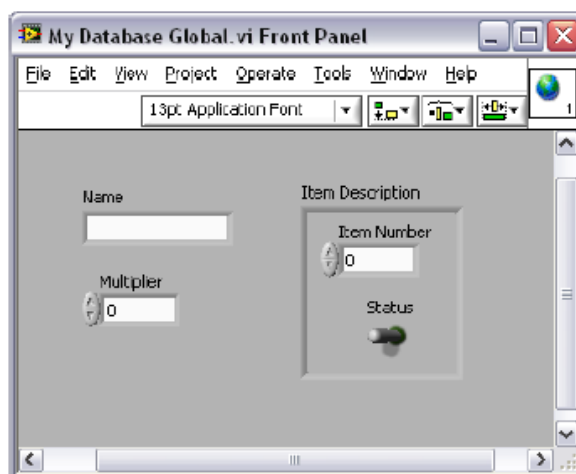 My Database Global.vi Front Panel
File Edit View Project Operate Tools Window Help
13pt Application Font
1
Name
Item Description
Item Number
0
Multiplier
0
Status